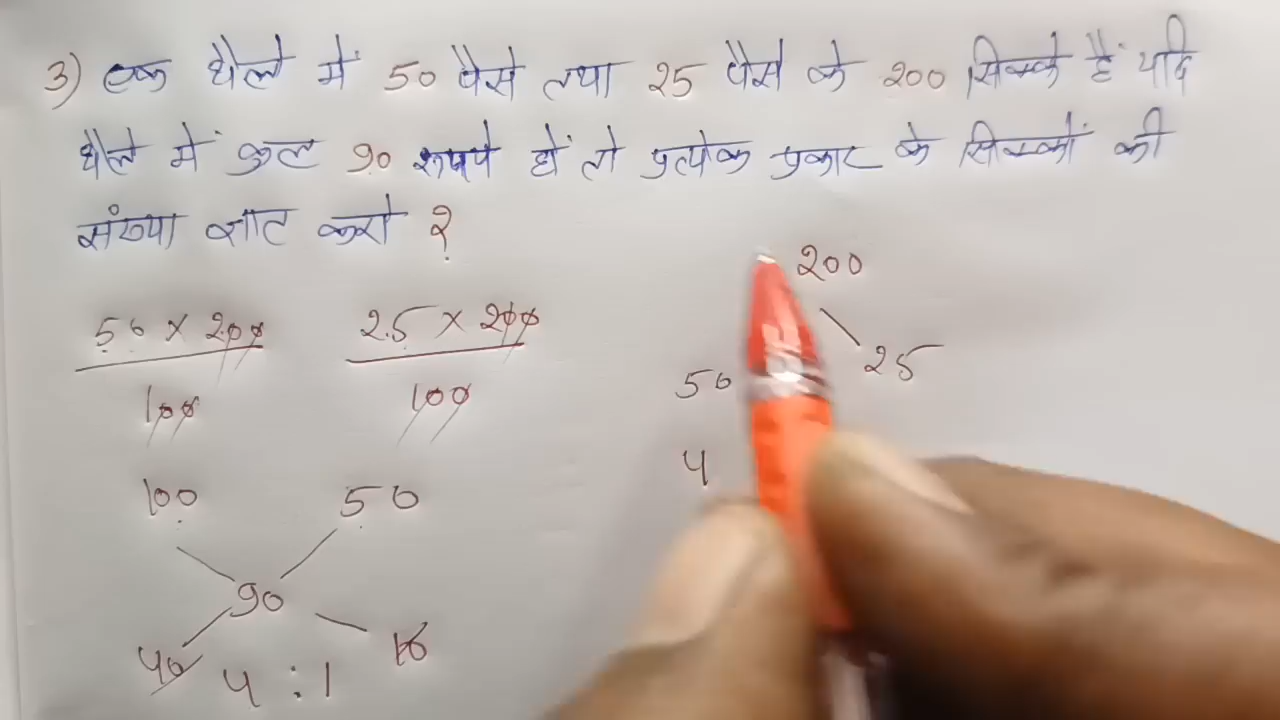 3) एक थैले में 50 पैसे तथा 25 पैसे के 200 सिक्के हैं यदि
थैले में कुल 90 रूपये हों तो प्रत्येक प्रकार के सिक्कों की
संख्या ज्ञात करो ?
50 × 200
100
25 × 200
100
100 50
90
40 10
4 : 1
200
50 25
4